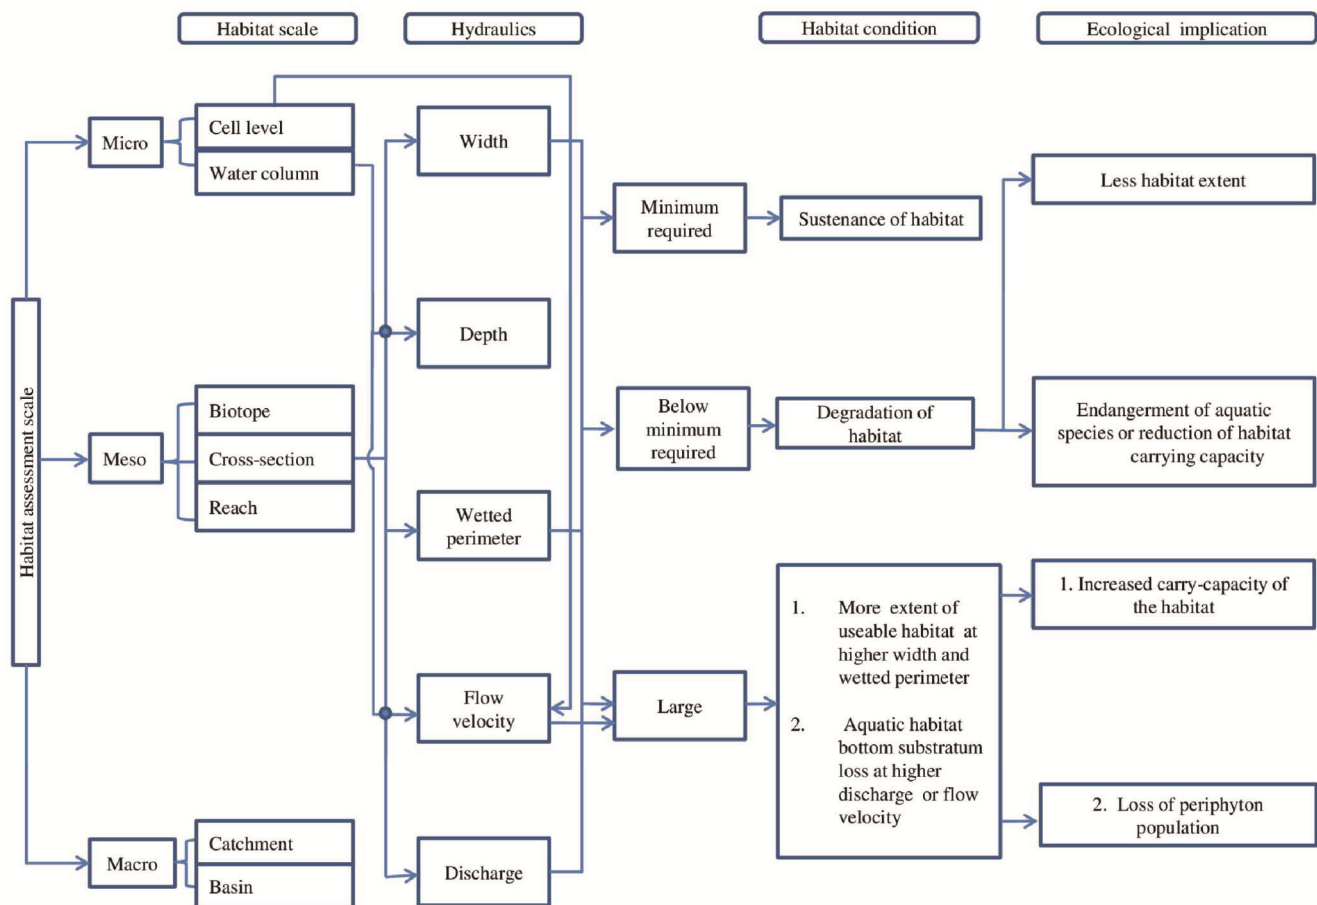 Habitat scale
Hydraulics
Habitat condition
Ecological implication
Habitat assessment scale
Micro
Cell level
Water column
Meso
Biotope
Cross-section
Reach
Macro
Catchment
Basin
Width
Depth
Wetted
perimeter
Flow
velocity
Discharge
Minimum
required
Below
minimum
required
Large
Sustenance of habitat
Degradation of
habitat
1. More extent of
useable habitat at
higher width and
wetted perimeter
2. Aquatic habitat
bottom substratum
loss at higher
discharge or flow
velocity
Less habitat extent
Endangerment of aquatic
species or reduction of habitat
carrying capacity
1. Increased carry-capacity of
the habitat
2. Loss of periphyton
population